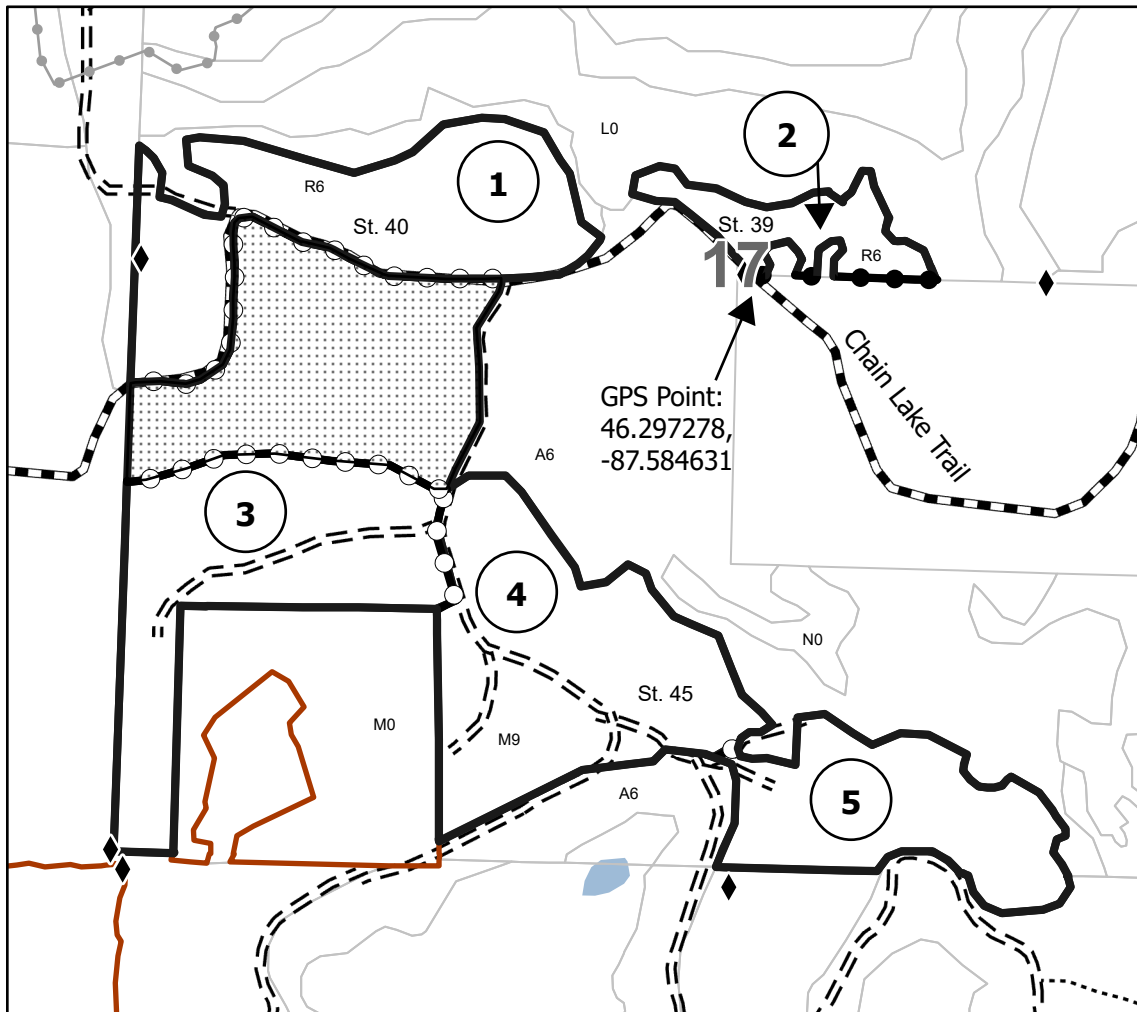 L0
2
1
R6
St. 40
St. 39
17
R6
Chain Lake Trail
GPS Point:
46.297278,
-87.584631
A6
3
4
N0
St. 45
M0
M9
A6
5